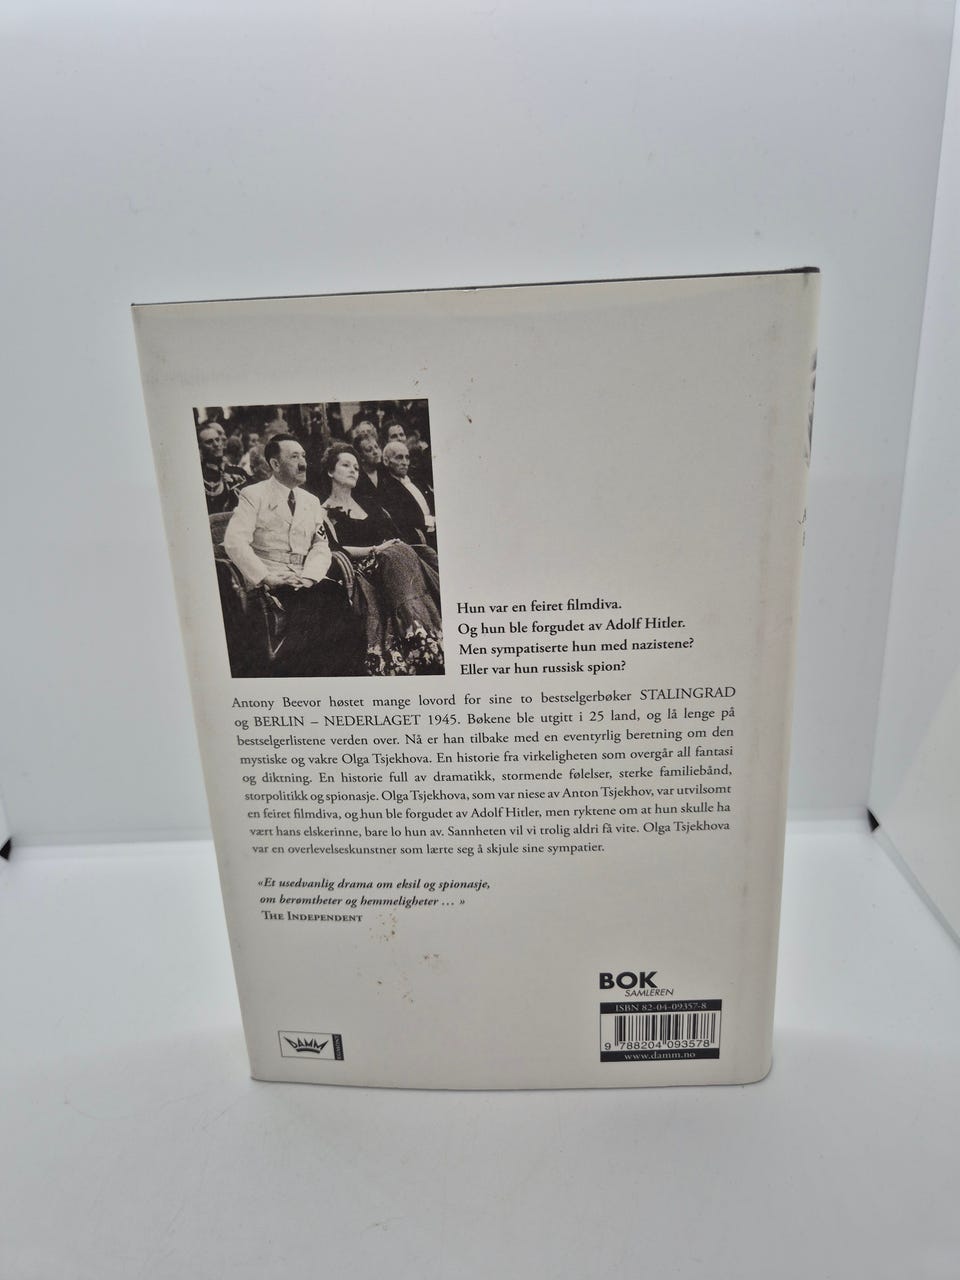 Hun var en feiret filmdiva.
Og hun ble forgudet av Adolf Hitler.
Men sympatiserte hun med nazistene?
Eller var hun russisk spion?
Antony Beevor høstet mange lovord for sine to bestselgerbøker STALINGRAD
og BERLIN – NEDERLAGET 1945. Bøkene ble utgitt i 25 land, og lå lenge på
bestselgerlistene verden over. Nå er han tilbake med en eventyrlig beretning om den
mystiske og vakre Olga Tsjekhova. En historie fra virkeligheten som overgår all fantasi
og diktning. En historie full av dramatikk, stormende følelser, sterke familiebånd,
storpolitikk og spionasje. Olga Tsjekhova, som var niese av Anton Tsjekhov, var utvilsomt
en feiret filmdiva, og hun ble forgudet av Adolf Hitler, men ryktene om at hun skulle ha
vært hans elskerinne, bare lo hun av. Sannheten vil vi trolig aldri få vite. Olga Tsjekhova
var en overlevelseskunstner som lærte seg å skjule sine sympatier.
«Et usedvanlig drama om eksil og spionasje,
om berømtheter og hemmeligheter ... »
THE INDEPENDENT
BOK
SAMLEREN
ISBN 82-04-09357-8
9 788204 093578
www.damm.no
DAMM
EGMONT